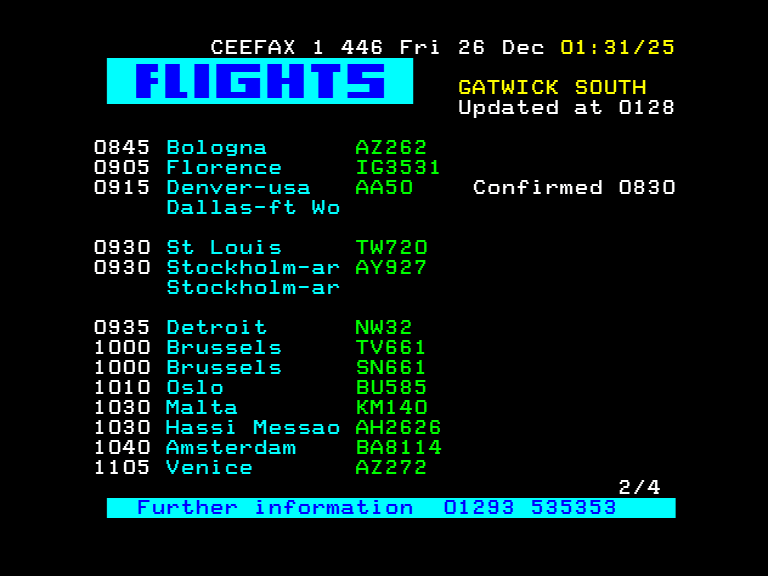 CEEFAX 1 446 Fri 26 Dec 01:31/25
FLIGHTS
GATWICK SOUTH
Updated at 0128
0845 Bologna AZ262
0905 Florence IG3531
0915 Denver-usa AA50 Confirmed 0830
Dallas-ft Wo
0930 St Louis TW720
0930 Stockholm-ar AY927
Stockholm-ar
0935 Detroit NW32
1000 Brussels TV661
1000 Brussels SN661
1010 Oslo BU585
1030 Malta KM140
1030 Hassi Messao AH2626
1040 Amsterdam BA8114
1105 Venice AZ272
2/4
Further information 01293 535353